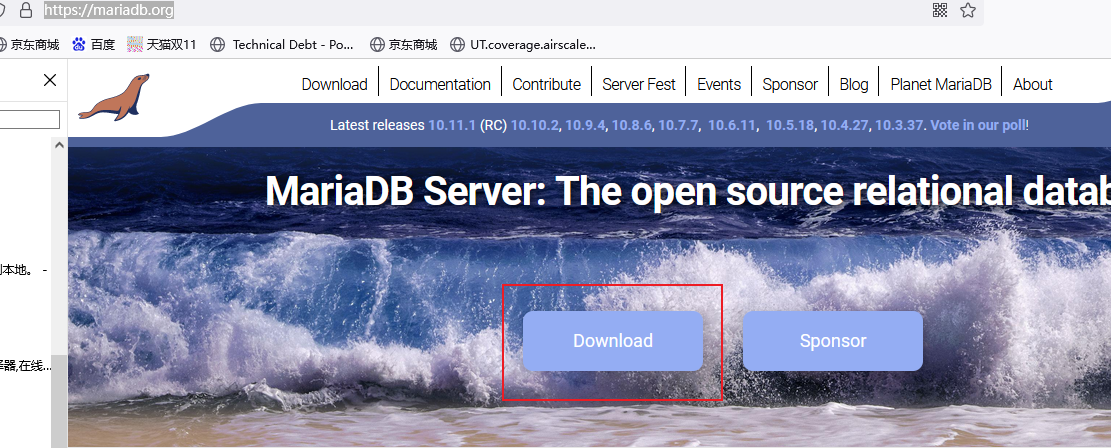 https://mariadb.org
京东商城 百度 天猫双11 Technical Debt - Po... 京东商城 UT.coverage.airscale...
Download Documentation Contribute Server Fest Events Sponsor Blog Planet MariaDB About
Latest releases 10.11.1 (RC) 10.10.2, 10.9.4, 10.8.6, 10.7.7, 10.6.11, 10.5.18, 10.4.27, 10.3.37. Vote in our poll!
MariaDB Server: The open source relational datab
本地。 -
器,在线...
Download Sponsor